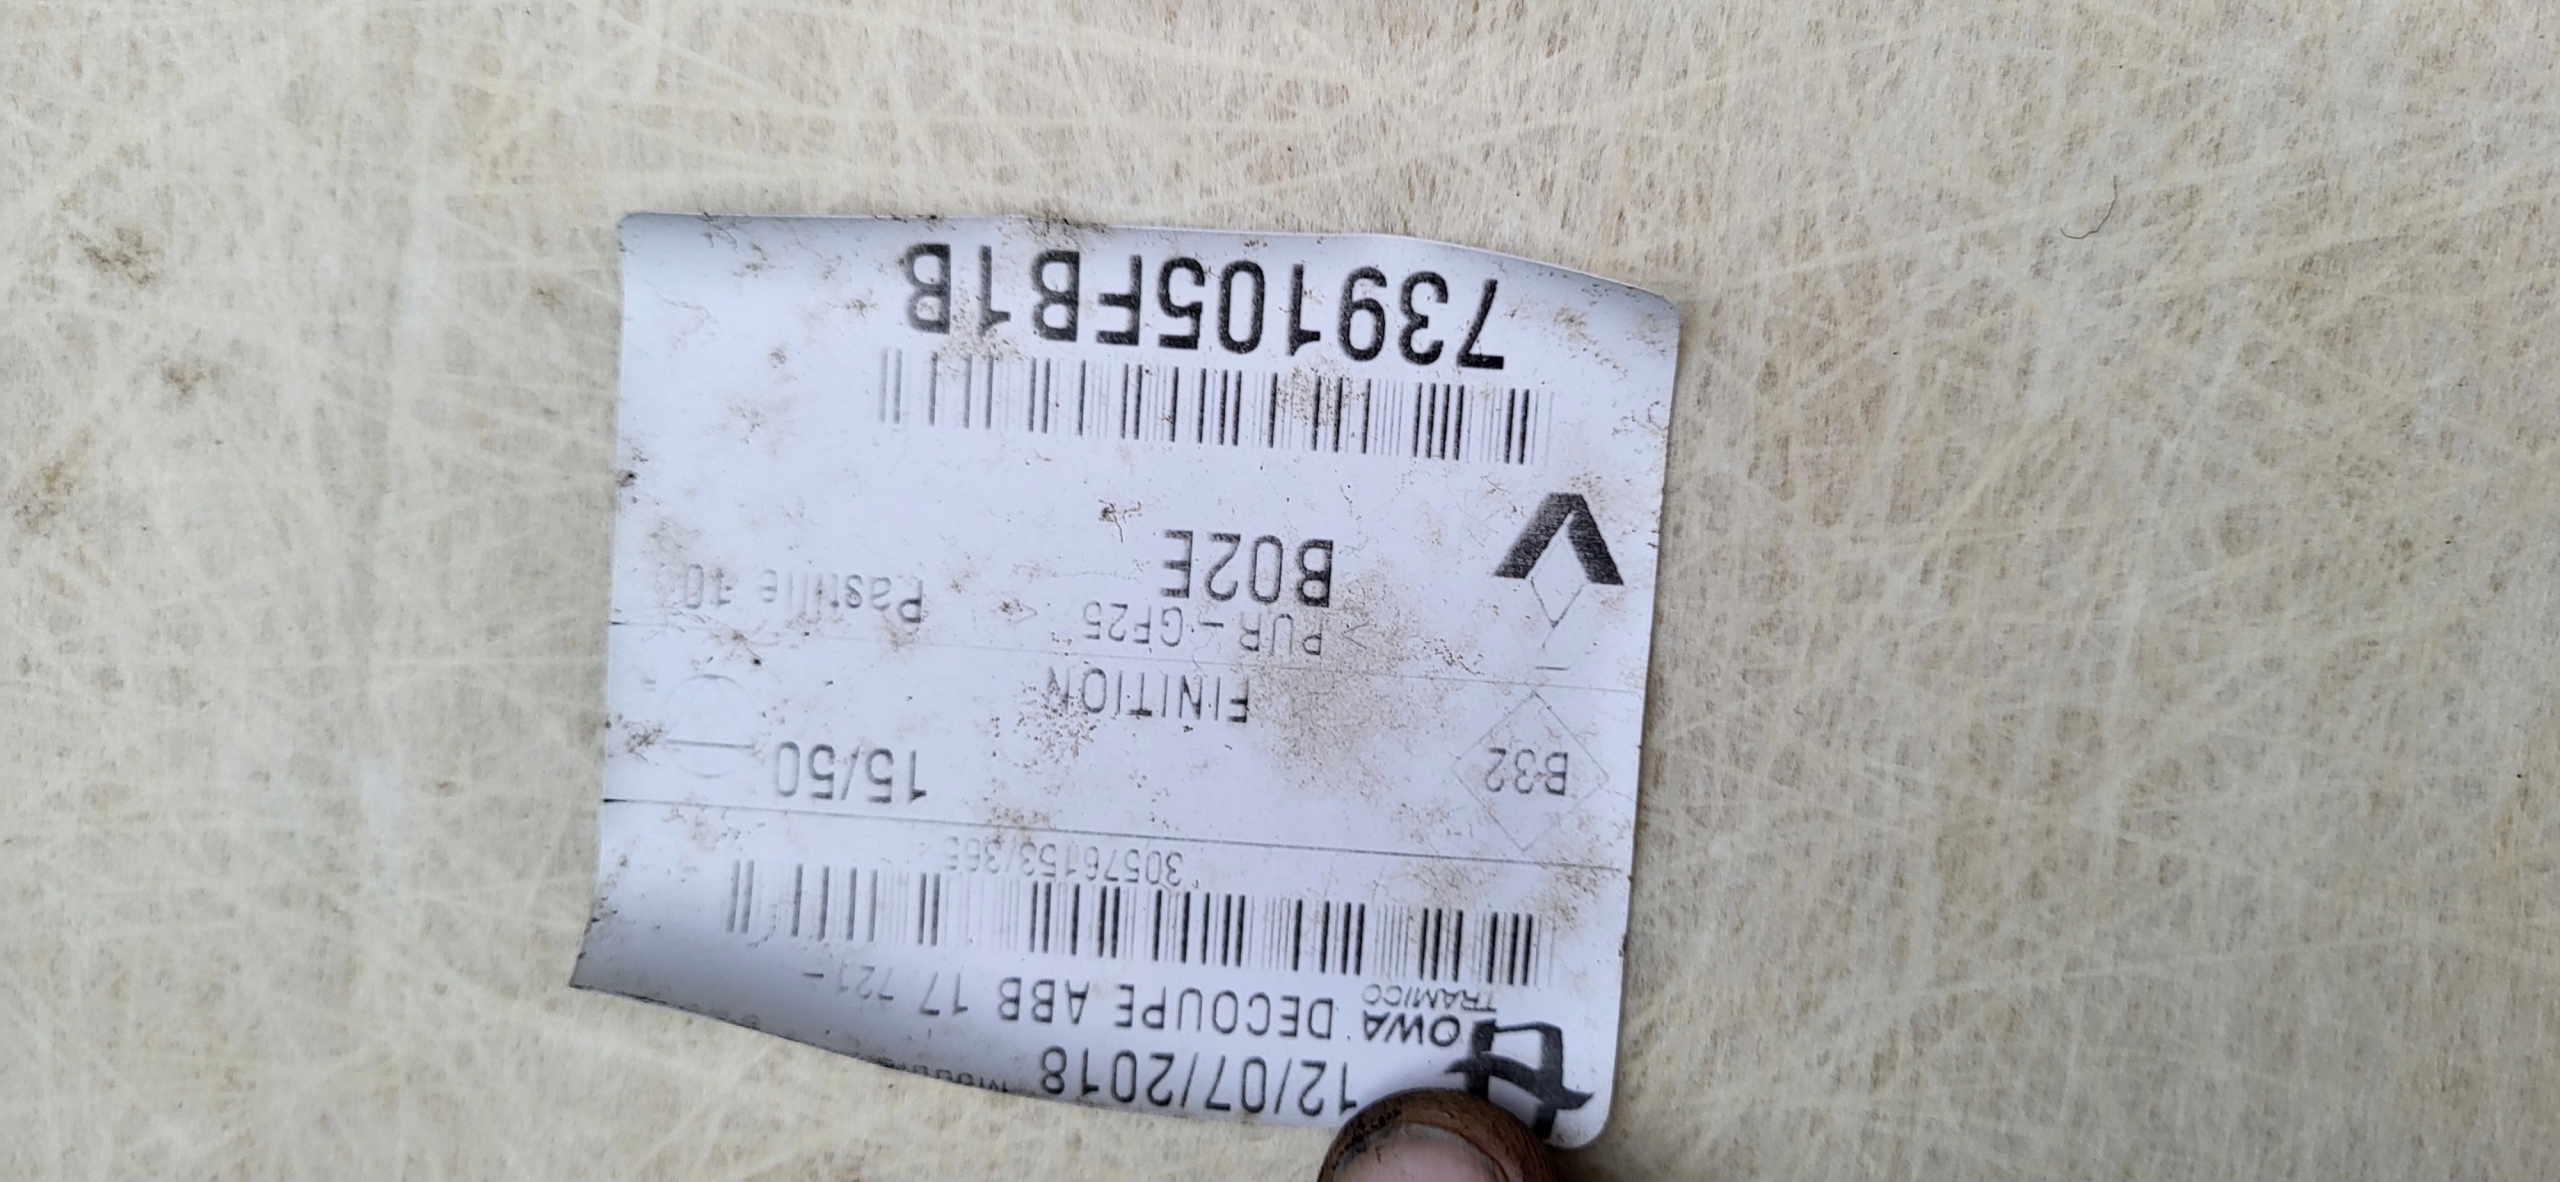 12/07/2018
OWA DECOUPE ABB 17 721-
TRAMICO
30576153/365
B32
15/50
FINITION
> PUR-GF25 <
B02E
Pastille 10
739105FB1B